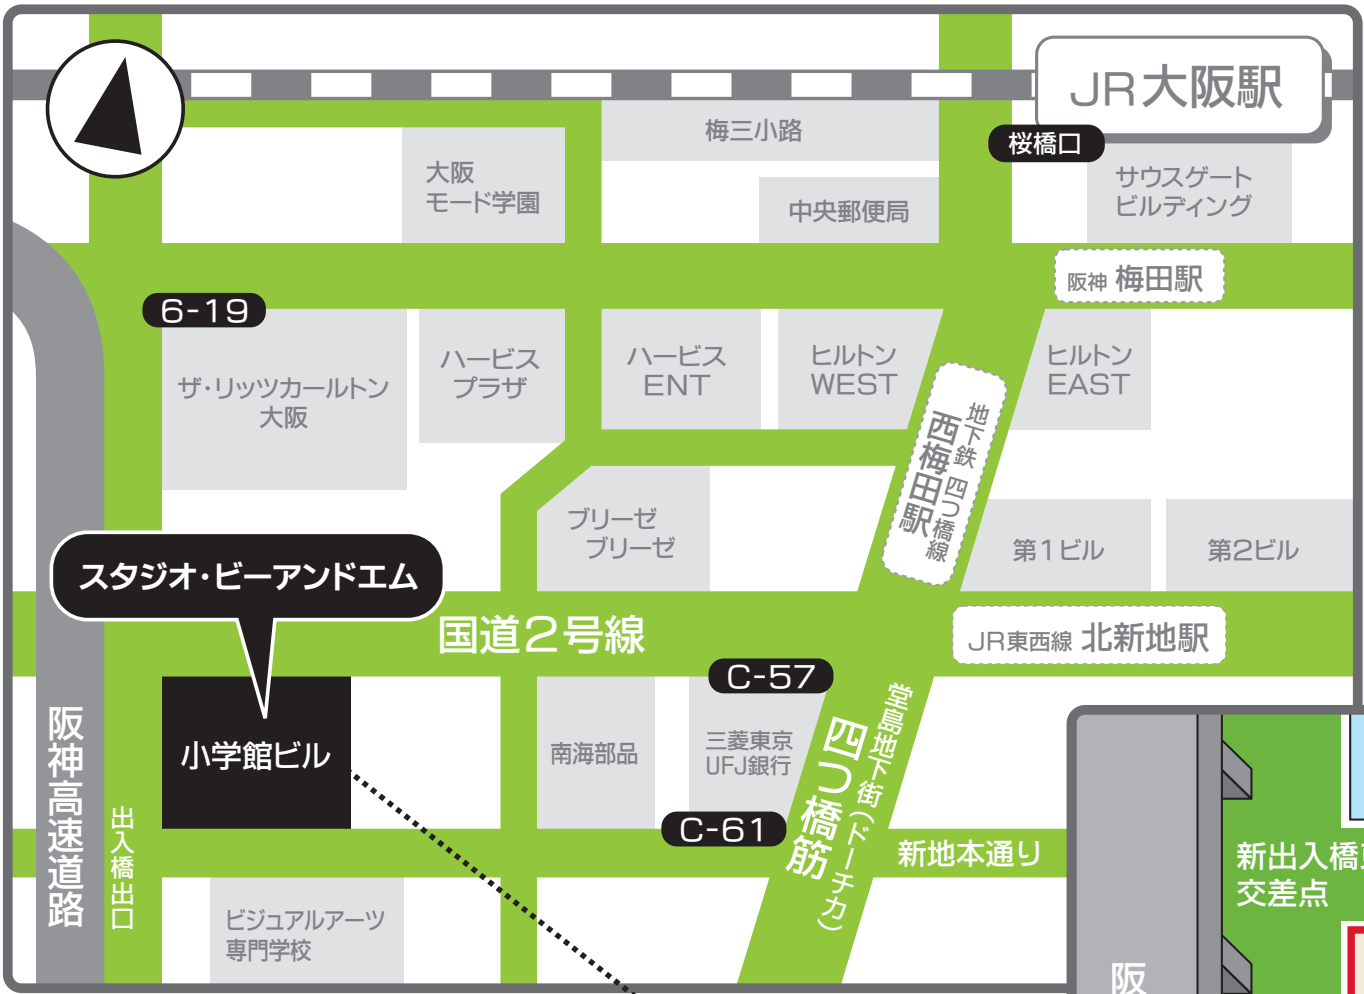 JR大阪駅
桜橋口
梅三小路
大阪
モード学園
中央郵便局
サウスゲート
ビルディング
阪神 梅田駅
6-19
ザ・リッツカールトン
大阪
ハービス
プラザ
ハービス
ENT
ヒルトン
WEST
ヒルトン
EAST
地下鉄 四つ橋線
西梅田駅
ブリーゼ
ブリーゼ
第1ビル
第2ビル
スタジオ・ビーアンドエム
国道2号線
JR東西線 北新地駅
C-57
小学館ビル
南海部品
三菱東京
UFJ銀行
堂島地下街(ドーチカ)
四つ橋筋
C-61
新地本通り
阪神高速道路
出入橋出口
ビジュアルアーツ
専門学校
新出入橋
交差点
阪